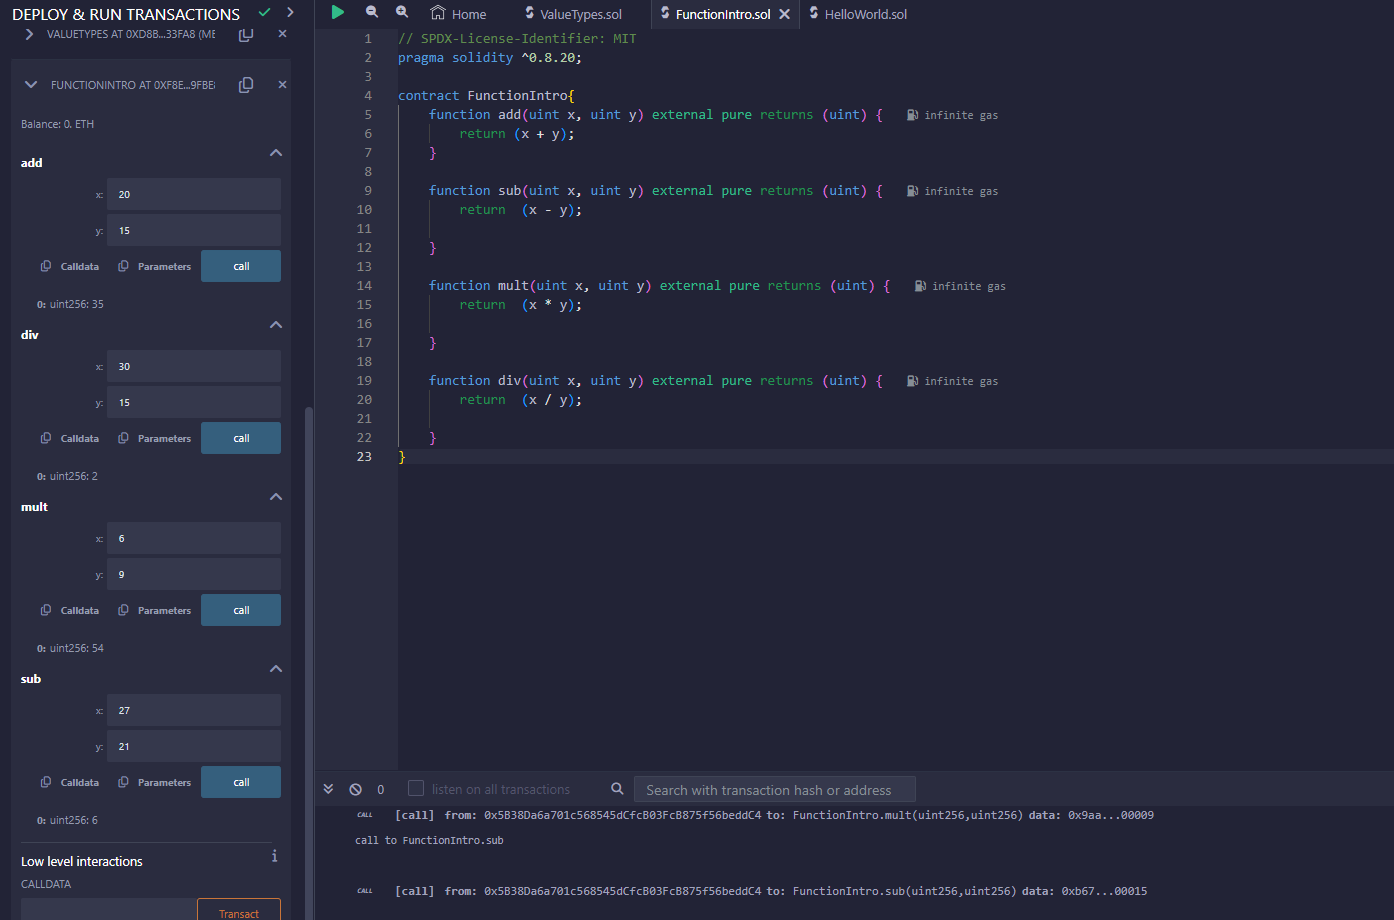 DEPLOY & RUN TRANSACTIONS
VALUETYPES AT 0XD8B...33FA8 (ME
FUNCTIONINTRO AT 0XF8E...9FBE8
Balance: 0. ETH
add
x: 20
y: 15
Calldata Parameters call
0: uint256: 35
div
x: 30
y: 15
Calldata Parameters call
0: uint256: 2
mult
x: 6
y: 9
Calldata Parameters call
0: uint256: 54
sub
x: 27
y: 21
Calldata Parameters call
0: uint256: 6
Low level interactions i
CALLDATA
Transact
Home ValueTypes.sol FunctionIntro.sol HelloWorld.sol
1 // SPDX-License-Identifier: MIT
2 pragma solidity ^0.8.20;
3
4 contract FunctionIntro{
5 function add(uint x, uint y) external pure returns (uint) { infinite gas
6 return (x + y);
7 }
8
9 function sub(uint x, uint y) external pure returns (uint) { infinite gas
10 return  (x - y);
11
12 }
13
14 function mult(uint x, uint y) external pure returns (uint) { infinite gas
15 return  (x * y);
16
17 }
18
19 function div(uint x, uint y) external pure returns (uint) { infinite gas
20 return  (x / y);
21
22 }
23 }
0 listen on all transactions Search with transaction hash or address
CALL [call] from: 0x5B38Da6a701c568545dCfcB03FcB875f56beddC4 to: FunctionIntro.mult(uint256,uint256) data: 0x9aa...00009
call to FunctionIntro.sub
CALL [call] from: 0x5B38Da6a701c568545dCfcB03FcB875f56beddC4 to: FunctionIntro.sub(uint256,uint256) data: 0xb67...00015